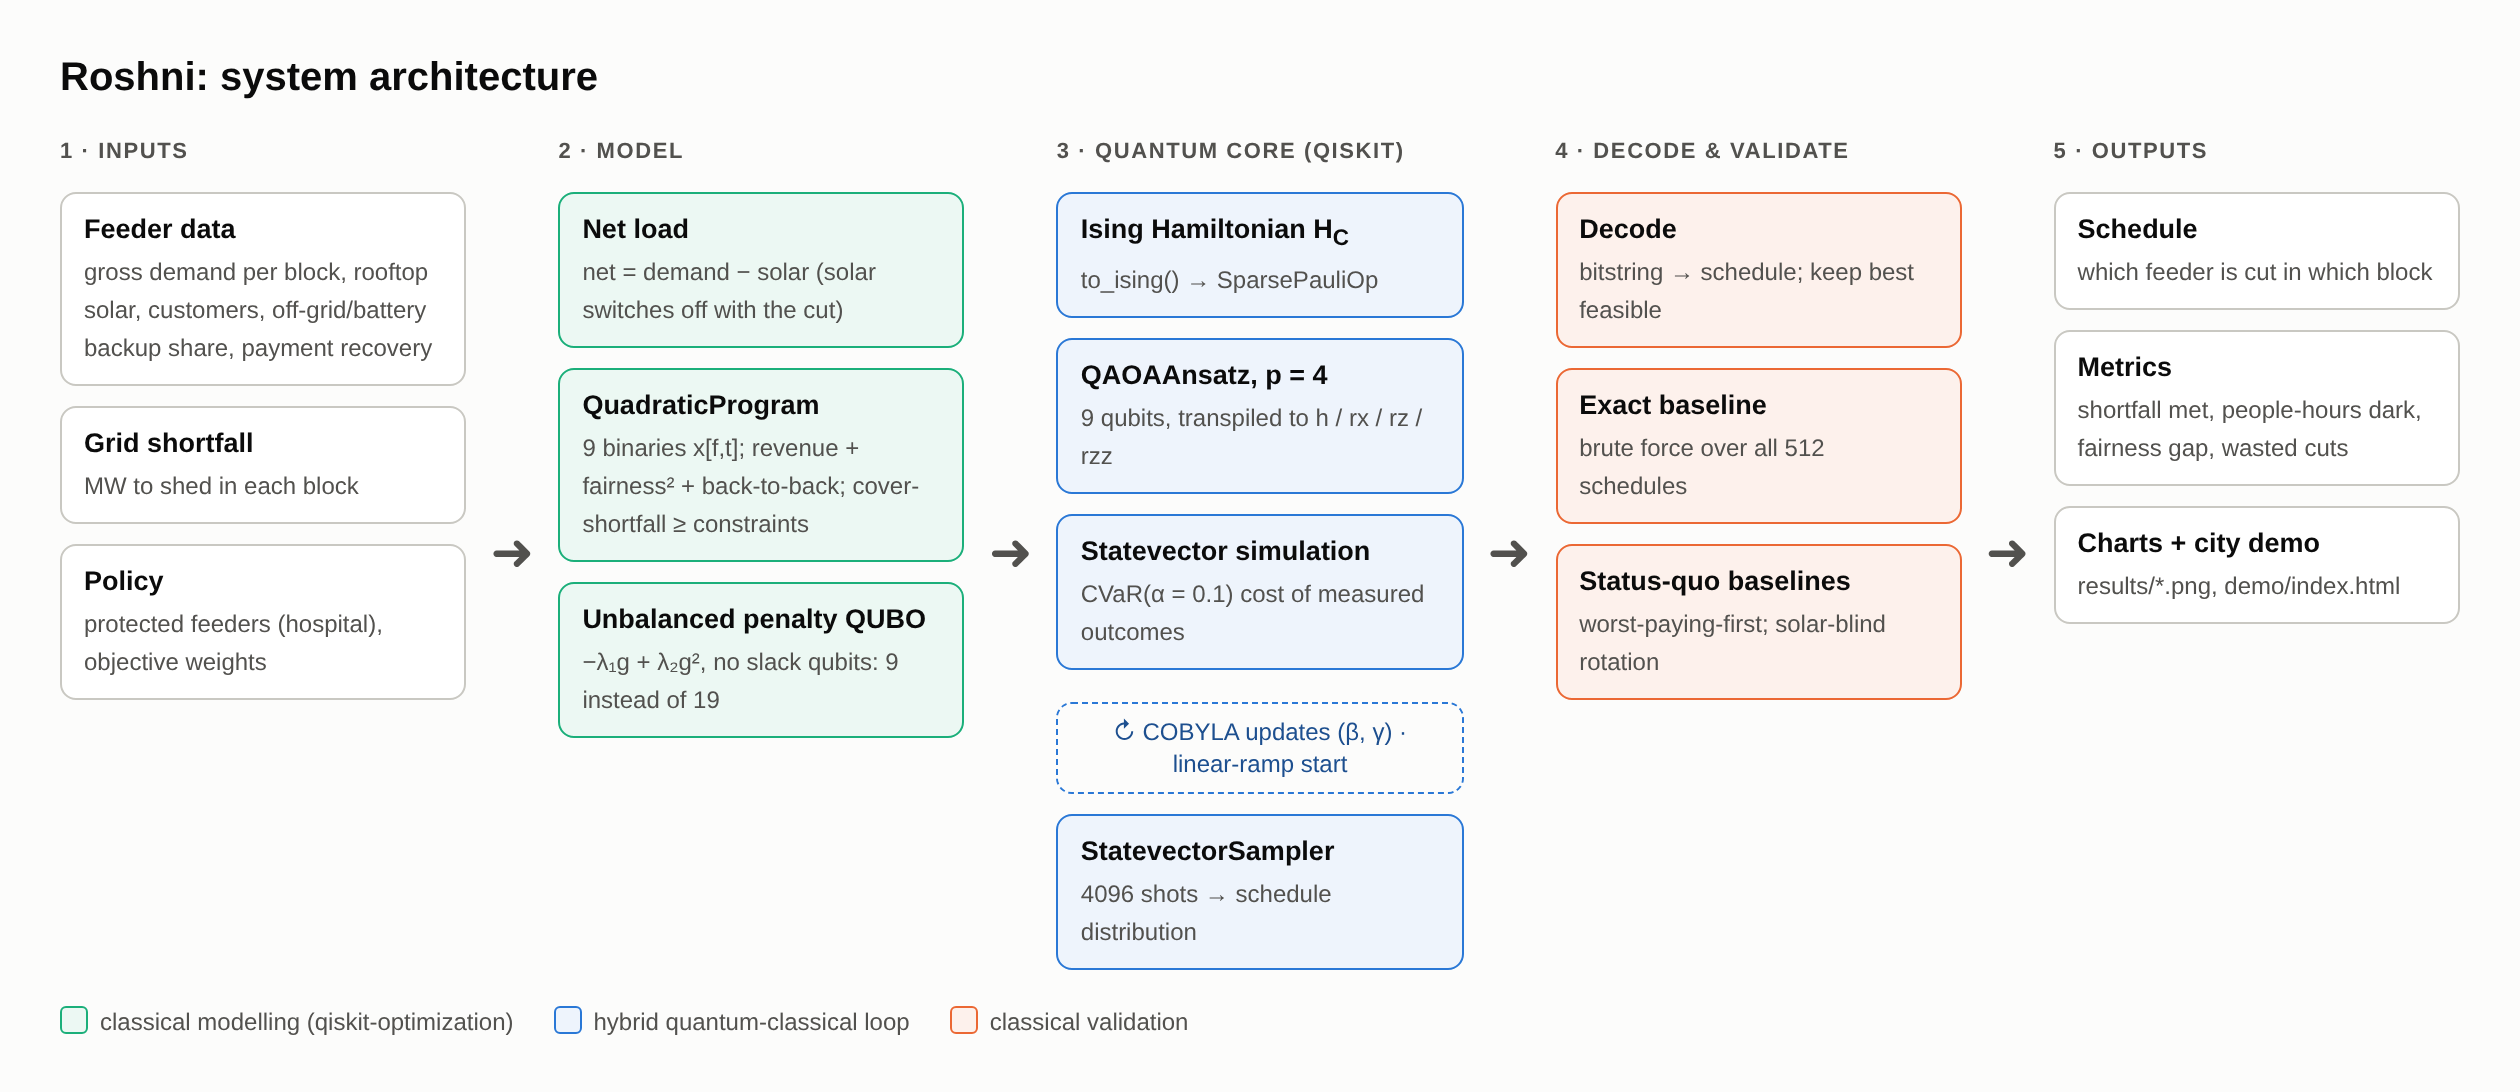 Roshni: system architecture
1 · INPUTS
Feeder data
gross demand per block, rooftop
solar, customers, off-grid/battery
backup share, payment recovery
Grid shortfall
MW to shed in each block
Policy
protected feeders (hospital),
objective weights
➜
2 · MODEL
Net load
net = demand − solar (solar
switches off with the cut)
QuadraticProgram
9 binaries x[f,t]; revenue +
fairness² + back-to-back; cover-
shortfall ≥ constraints
Unbalanced penalty QUBO
−λ₁g + λ₂g², no slack qubits: 9
instead of 19
➜
3 · QUANTUM CORE (QISKIT)
Ising Hamiltonian H_C
to_ising() → SparsePauliOp
QAOAAnsatz, p = 4
9 qubits, transpiled to h / rx / rz /
rzz
Statevector simulation
CVaR(α = 0.1) cost of measured
outcomes
↻ COBYLA updates (β, γ) ·
linear-ramp start
StatevectorSampler
4096 shots → schedule
distribution
➜
4 · DECODE & VALIDATE
Decode
bitstring → schedule; keep best
feasible
Exact baseline
brute force over all 512
schedules
Status-quo baselines
worst-paying-first; solar-blind
rotation
➜
5 · OUTPUTS
Schedule
which feeder is cut in which block
Metrics
shortfall met, people-hours dark,
fairness gap, wasted cuts
Charts + city demo
results/*.png, demo/index.html
classical modelling (qiskit-optimization)
hybrid quantum-classical loop
classical validation